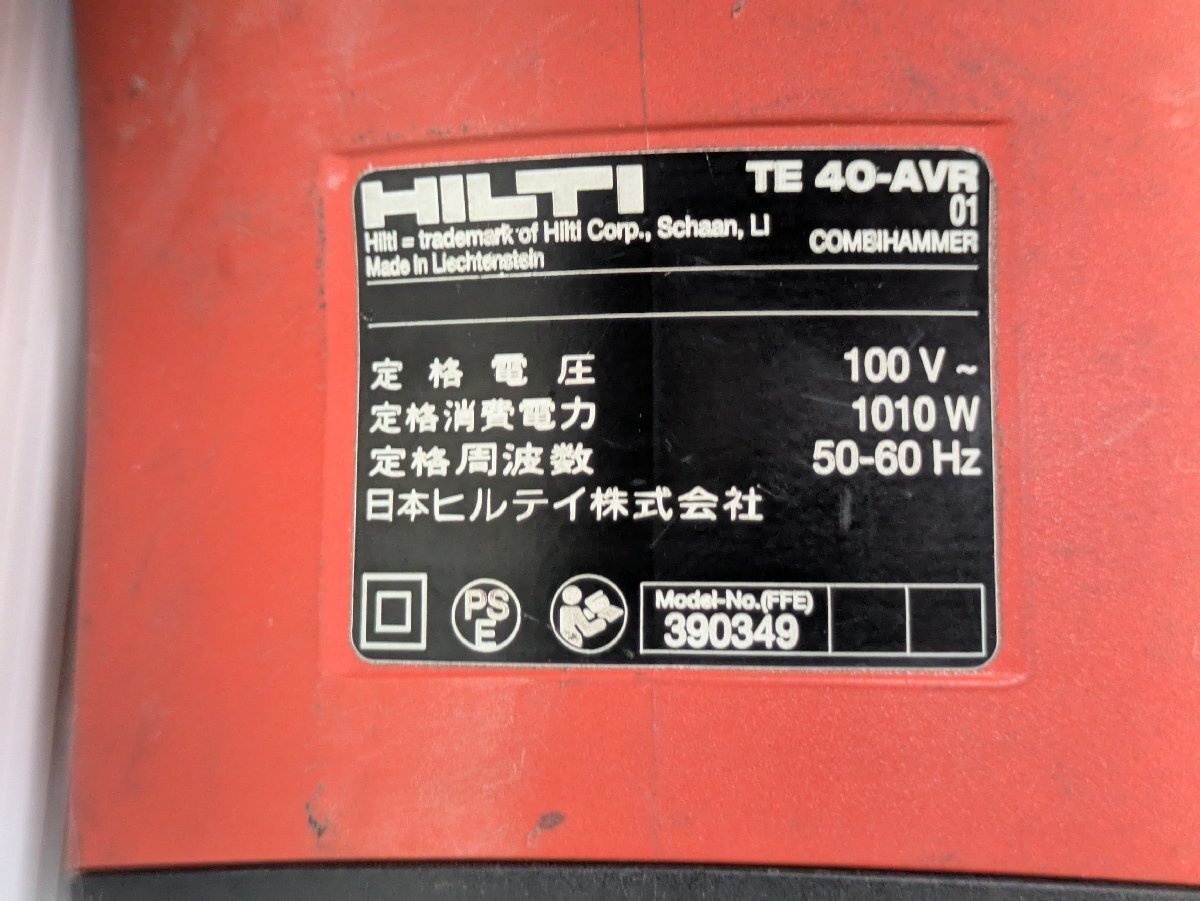 HILTI
TE 40-AVR
01
Hilti = trademark of Hilti Corp., Schaan, LI
COMBIHAMMER
Made in Liechtenstein
定格電圧 100 V ~
定格消費電力 1010 W
定格周波数 50-60 Hz
日本ヒルテイ株式会社
PS
E
Model-No.(FFE)
390349